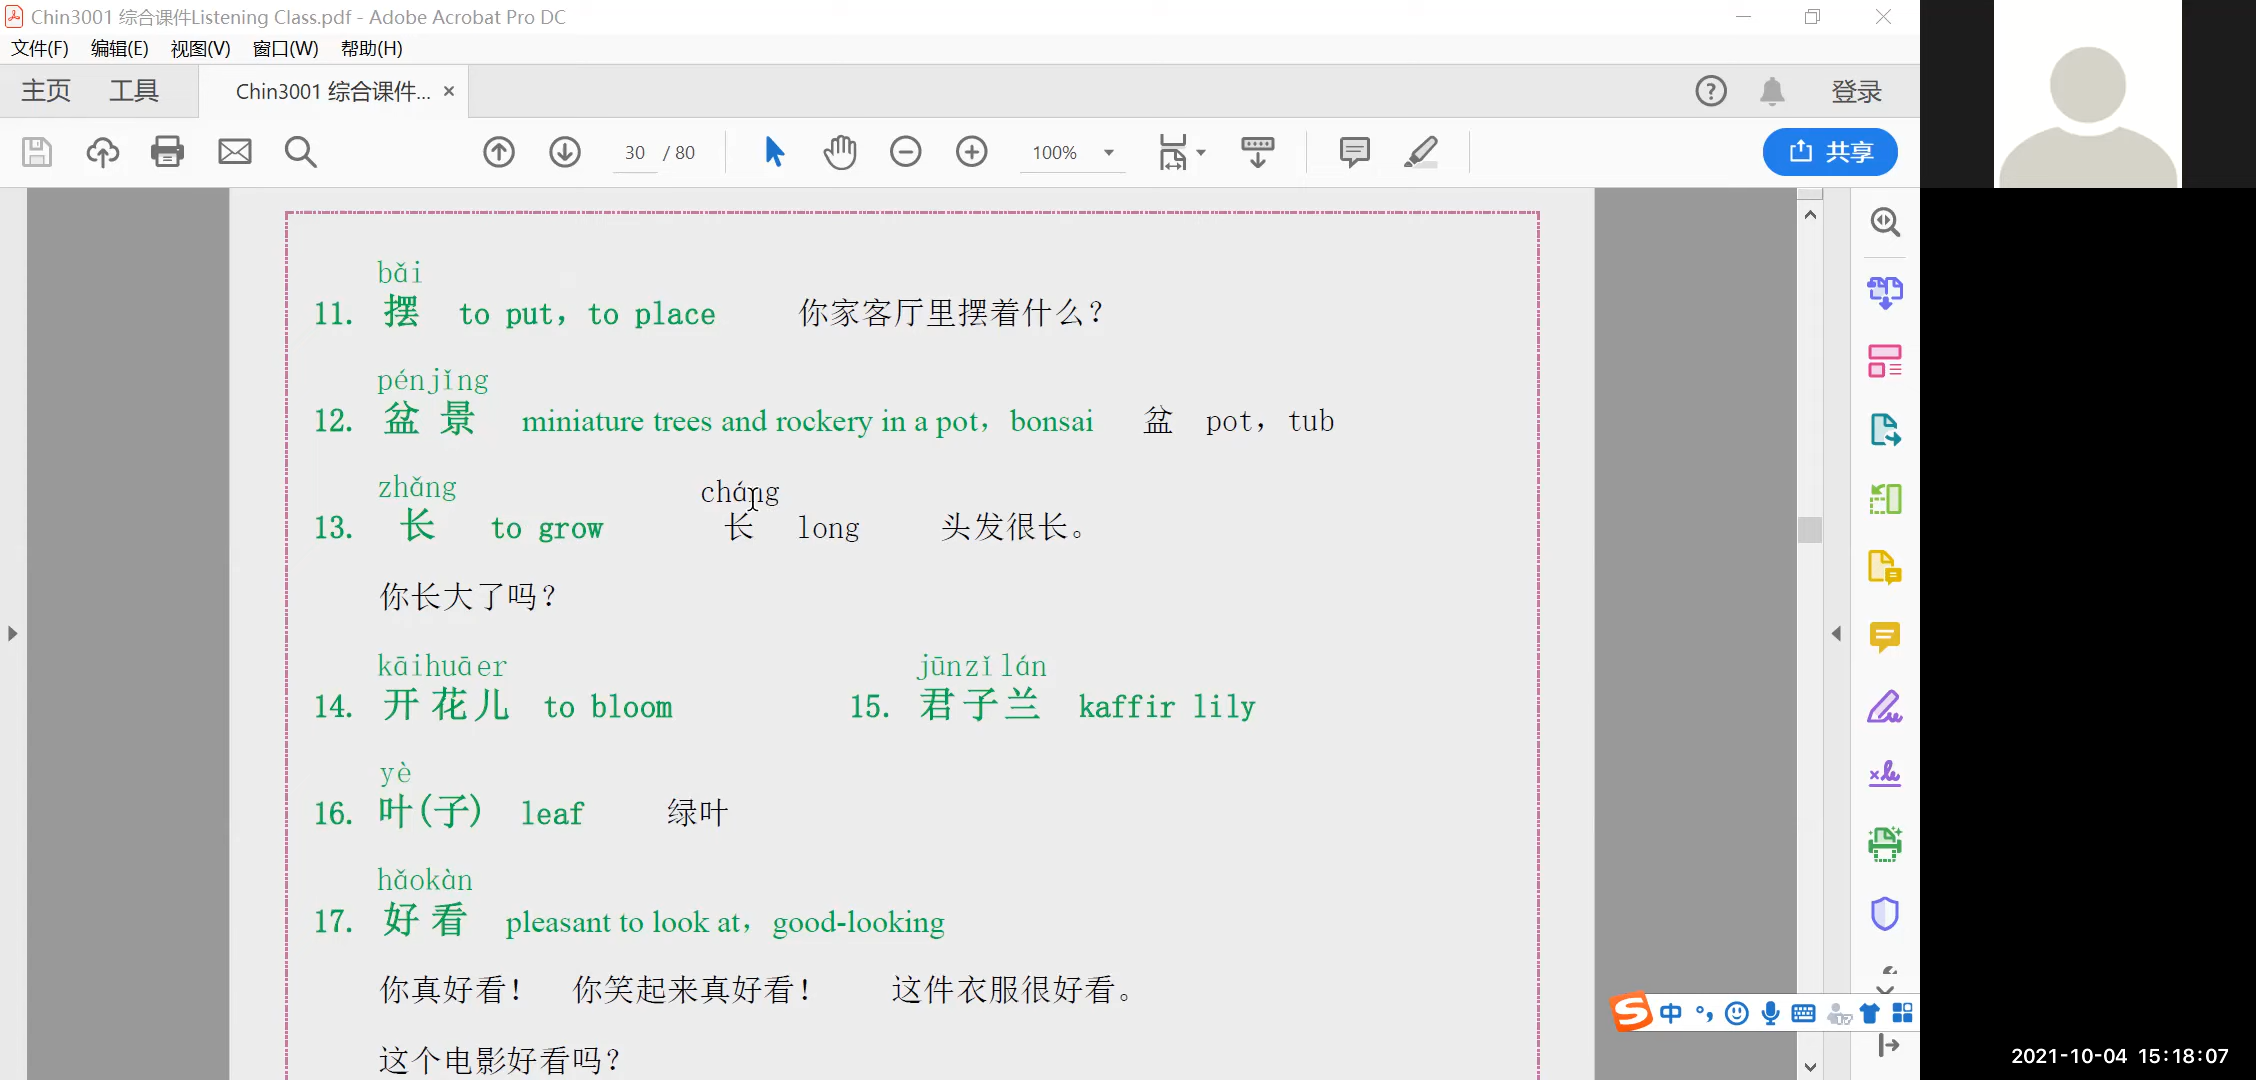 Chin3001 综合课件Listening Class.pdf - Adobe Acrobat Pro DC
文件(F) 编辑(E) 视图(V) 窗口(W) 帮助(H)
主页 工具 Chin3001 综合课件... × 登录
30 / 80 100% 共享
bǎi
11. 摆 to put, to place 你家客厅里摆着什么?
pénjǐng
12. 盆景 miniature trees and rockery in a pot, bonsai 盆 pot, tub
zhǎng cháng
13. 长 to grow 长 long 头发很长。
你长大了吗?
kāihuāer jūnzǐlán
14. 开花儿 to bloom 15. 君子兰 kaffir lily
yè
16. 叶(子) leaf 绿叶
hǎokàn
17. 好看 pleasant to look at, good-looking
你真好看! 你笑起来真好看! 这件衣服很好看。
这个电影好看吗?
中
2021-10-04 15:18:07